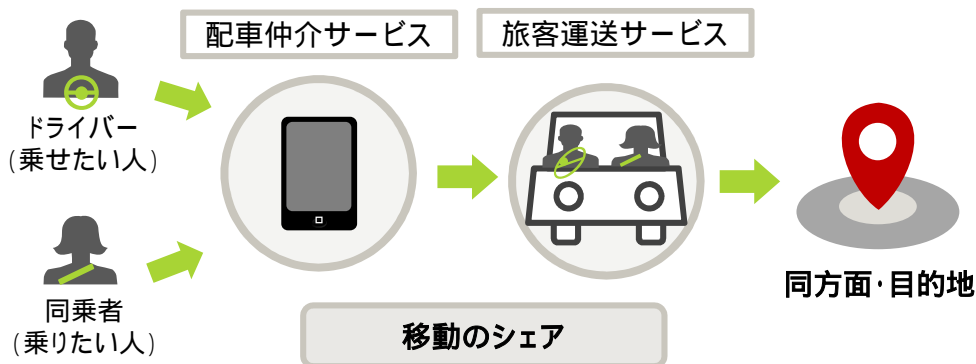 配車仲介サービス
旅客運送サービス
ドライバー
(乗せたい人)
同乗者
(乗りたい人)
同方面・目的地
移動のシェア